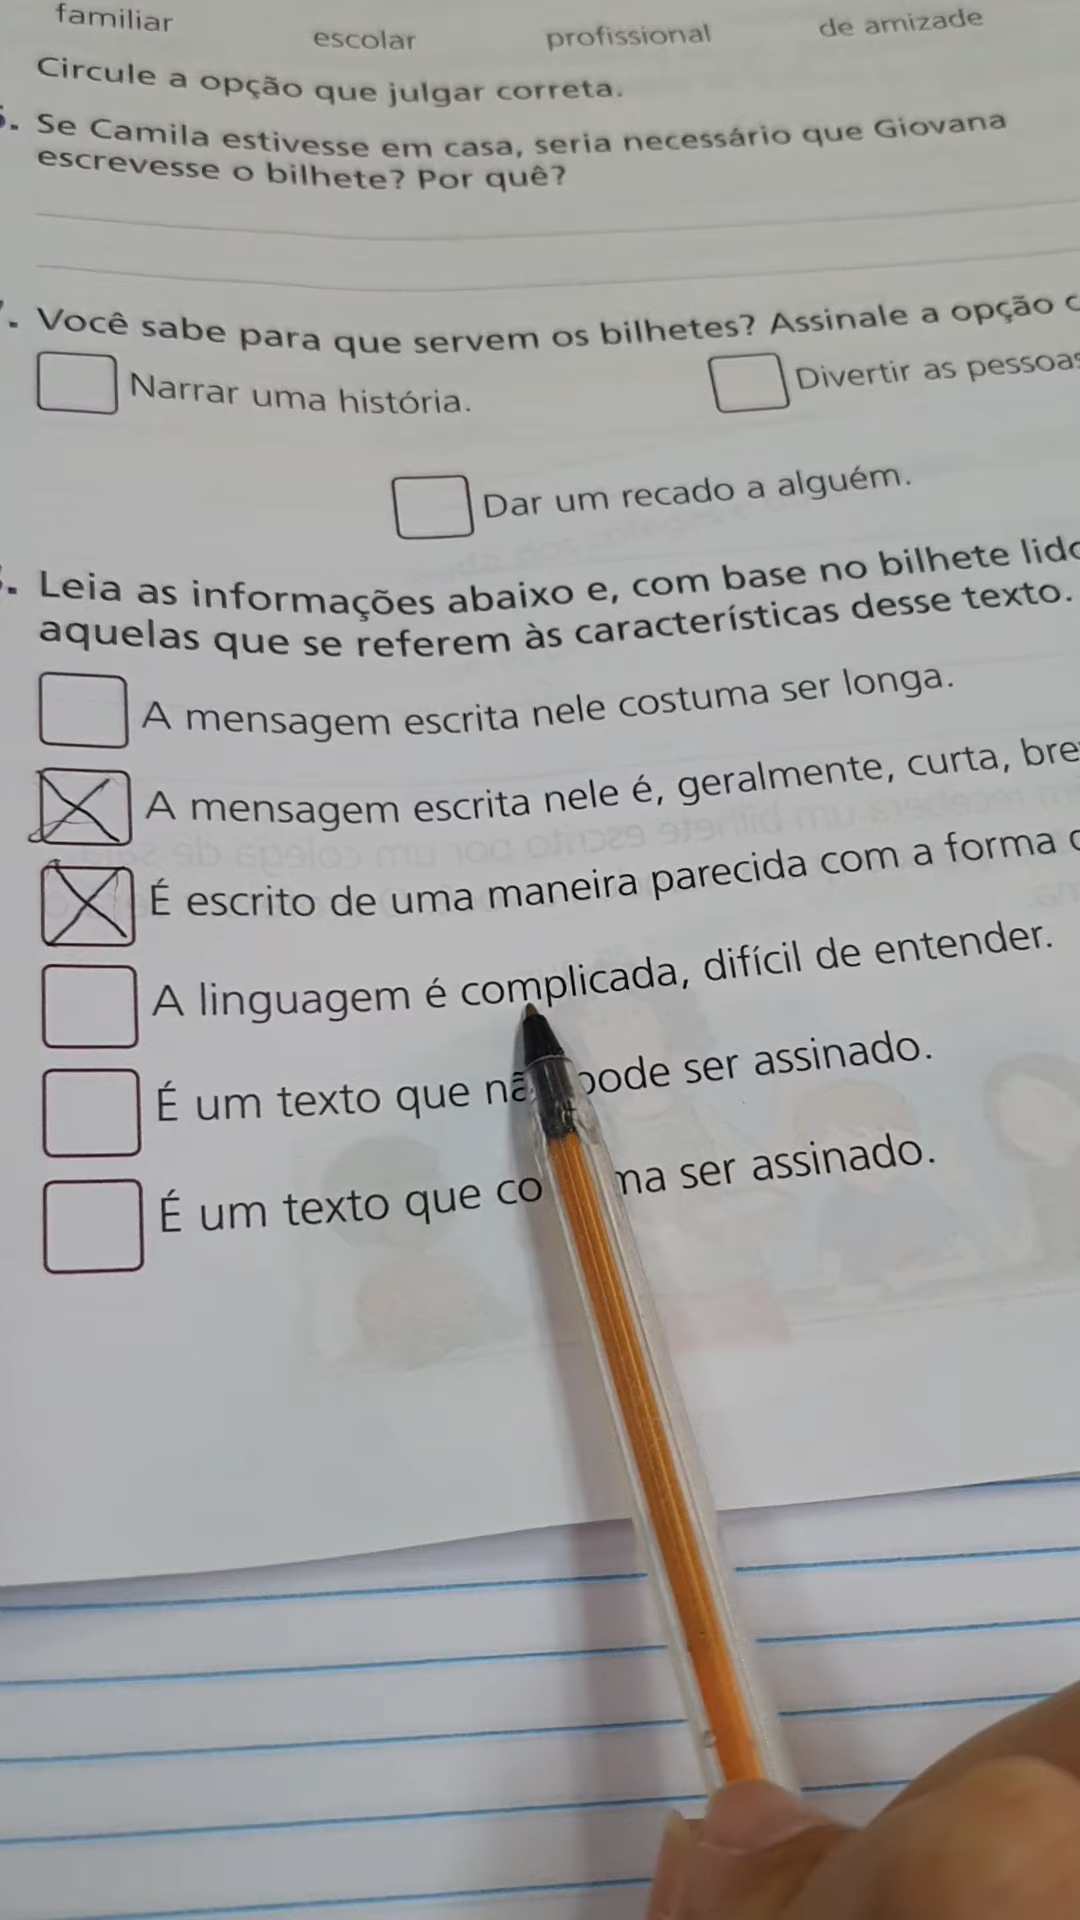 familiar escolar profissional de amizade
Circule a opção que julgar correta.
. Se Camila estivesse em casa, seria necessário que Giovana
escrevesse o bilhete? Por quê?
. Você sabe para que servem os bilhetes? Assinale a opção
Narrar uma história. Divertir as pessoas
Dar um recado a alguém.
. Leia as informações abaixo e, com base no bilhete lido
aquelas que se referem às características desse texto.
A mensagem escrita nele costuma ser longa.
A mensagem escrita nele é, geralmente, curta,
É escrito de uma maneira parecida com a forma
A linguagem é complicada, difícil de entender.
É um texto que pode ser assinado.
É um texto que ser assinado.